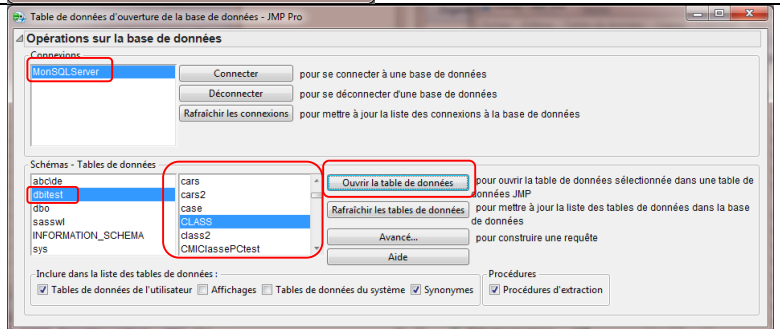 Table de données d'ouverture de la base de données - JMP Pro
Opérations sur la base de données
Connexions
MonSQLServer
Connecter pour se connecter à une base de données
Déconnecter pour se déconnecter d'une base de données
Rafraîchir les connexions pour mettre à jour la liste des connexions à la base de données
Schémas - Tables de données
abc\de cars Ouvrir la table de données pour ouvrir la table de données sélectionnée dans une table de
dbitest cars2 données JMP
dbo case Rafraîchir les tables de données pour mettre à jour la liste des tables de données dans la base
sasswl CLASS de données
INFORMATION_SCHEMA class2 Avancé... pour construire une requête
sys CMIClassePCtest Aide
Inclure dans la liste des tables de données : Procédures
Tables de données de l'utilisateur Affichages Tables de données du système Synonymes Procédures d'extraction